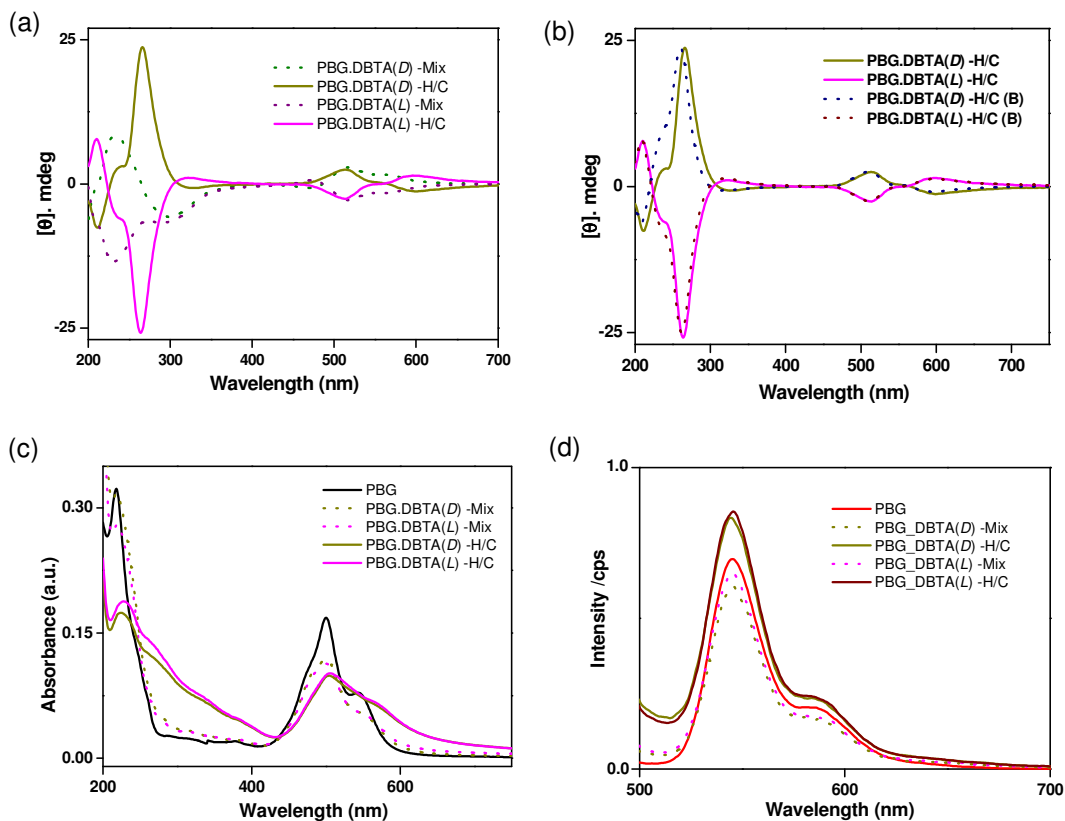 (a)
25
0
-25
[θ]. mdeg
PBG.DBTA(D) -Mix
PBG.DBTA(D) -H/C
PBG.DBTA(L) -Mix
PBG.DBTA(L) -H/C
200 300 400 500 600 700
Wavelength (nm)
(b)
25
0
-25
[θ]. mdeg
PBG.DBTA(D) -H/C
PBG.DBTA(L) -H/C
PBG.DBTA(D) -H/C (B)
PBG.DBTA(L) -H/C (B)
200 300 400 500 600 700
Wavelength (nm)
(c)
0.30
0.15
0.00
Absorbance (a.u.)
PBG
PBG.DBTA(D) -Mix
PBG.DBTA(L) -Mix
PBG.DBTA(D) -H/C
PBG.DBTA(L) -H/C
200 400 600
Wavelength (nm)
(d)
1.0
0.0
Intensity /cps
PBG
PBG_DBTA(D) -Mix
PBG_DBTA(D) -H/C
PBG_DBTA(L) -Mix
PBG_DBTA(L) -H/C
500 600 700
Wavelength (nm)